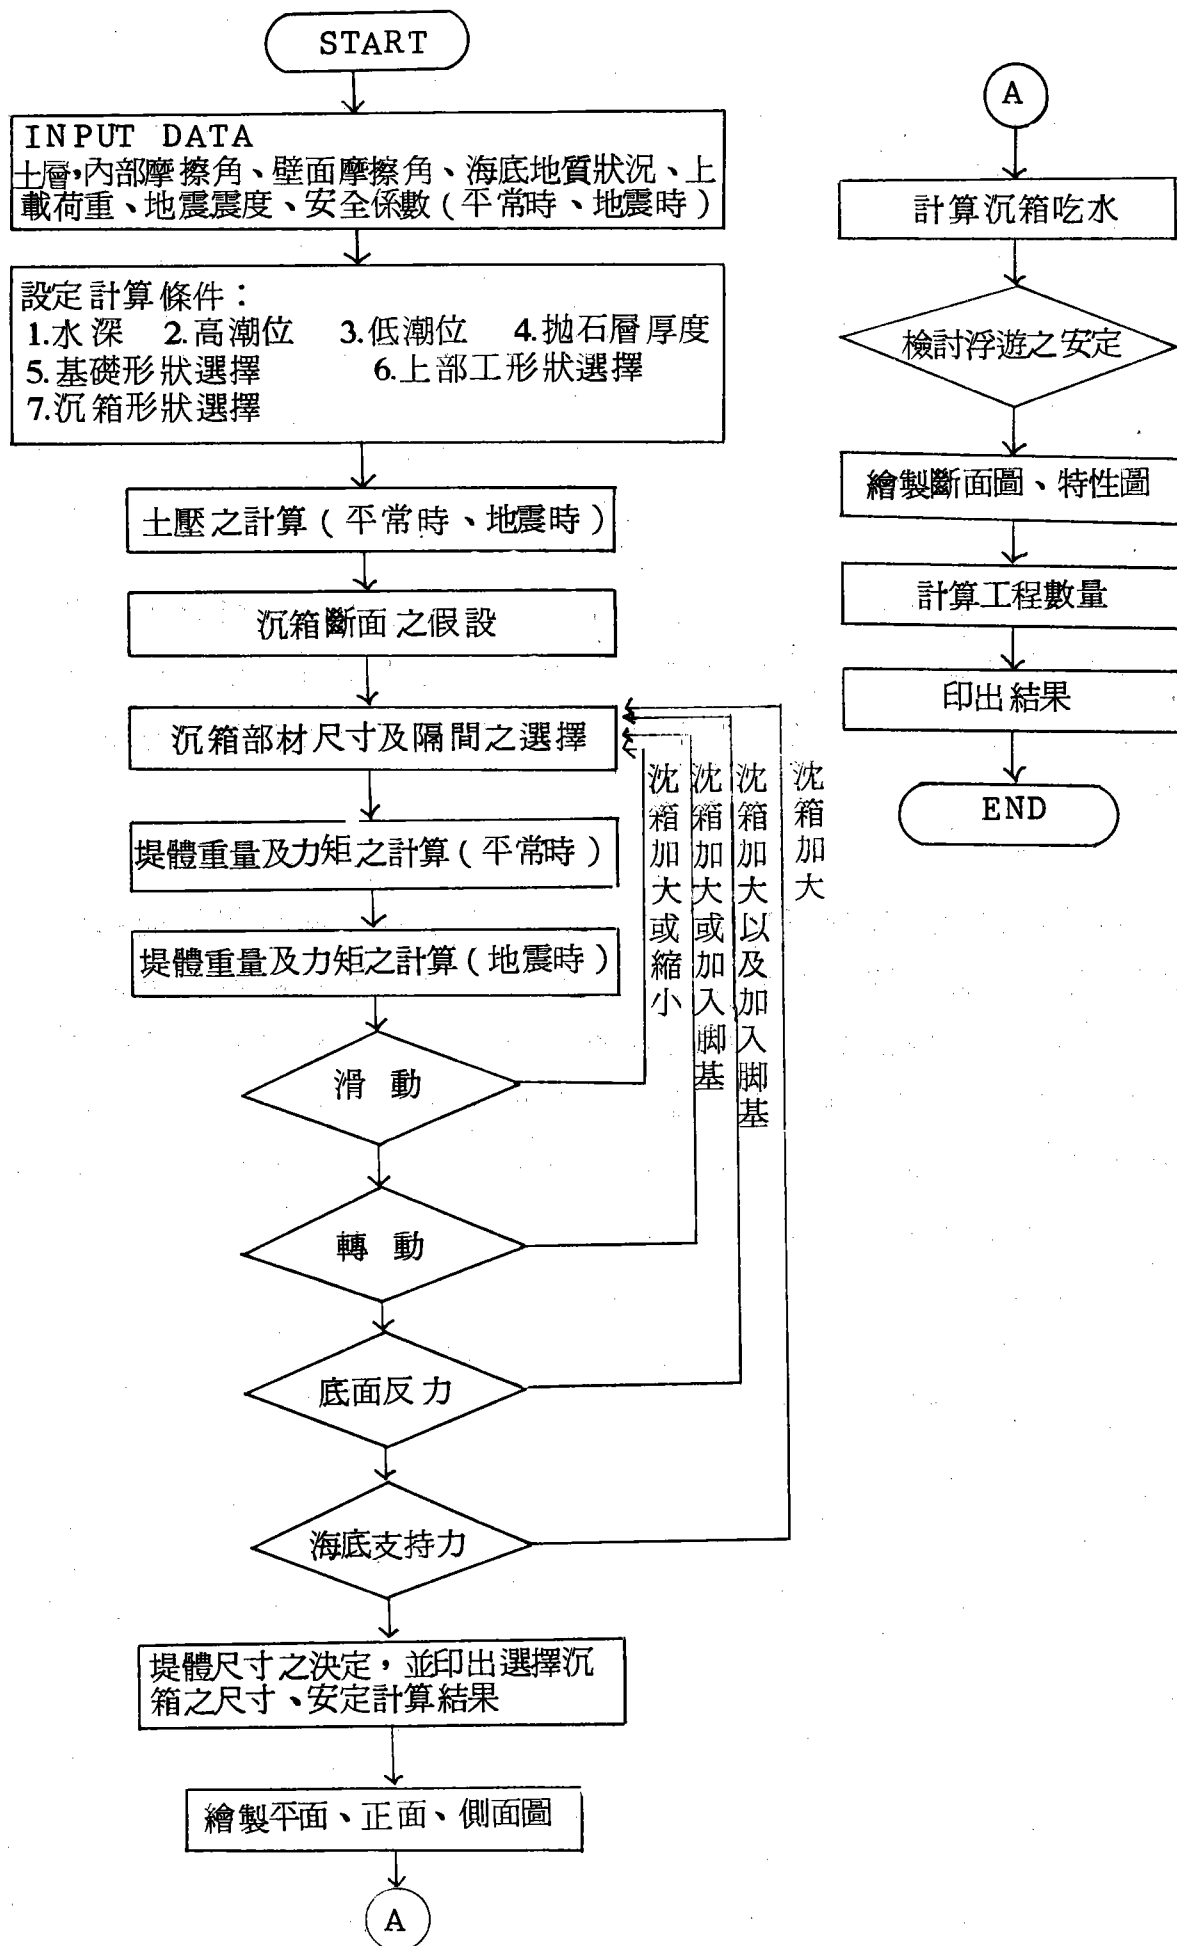 START
INPUT DATA
土層,內部摩擦角、壁面摩擦角、海底地質狀況、上
載荷重、地震震度、安全係數(平常時、地震時)
設定計算條件:
1.水深 2.高潮位 3.低潮位 4.拋石層厚度
5.基礎形狀選擇 6.上部工形狀選擇
7.沉箱形狀選擇
土壓之計算(平常時、地震時)
沉箱斷面之假設
沉箱部材尺寸及隔間之選擇
堤體重量及力矩之計算(平常時)
堤體重量及力矩之計算(地震時)
滑動
轉動
底面反力
海底支持力
沈箱加大或縮小
沈箱加大或加入脚基
沈箱加大以及加入脚基
沈箱加大
堤體尺寸之決定,並印出選擇沉
箱之尺寸、安定計算結果
繪製平面、正面、側面圖
A
A
計算沉箱吃水
檢討浮遊之安定
繪製斷面圖、特性圖
計算工程數量
印出結果
END